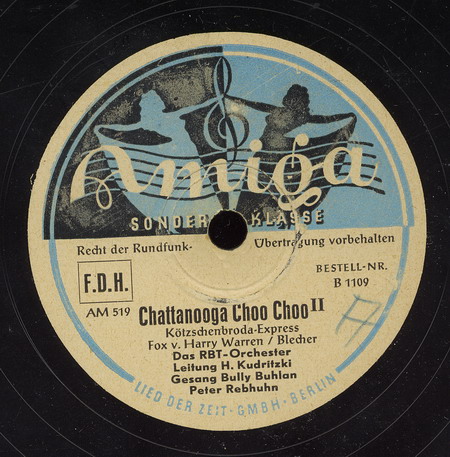 Amiga
SONDER KLASSE
Recht der Rundfunk- Übertragung vorbehalten
F.D.H.
BESTELL-NR.
B 1109
AM 519
Chattanooga Choo Choo II
Kötzschenbroda-Express
Fox v. Harry Warren / Blecher
Das RBT-Orchester
Leitung H. Kudritzki
Gesang Bully Buhlan
Peter Rebhuhn
LIED DER ZEIT-GMBH-BERLIN